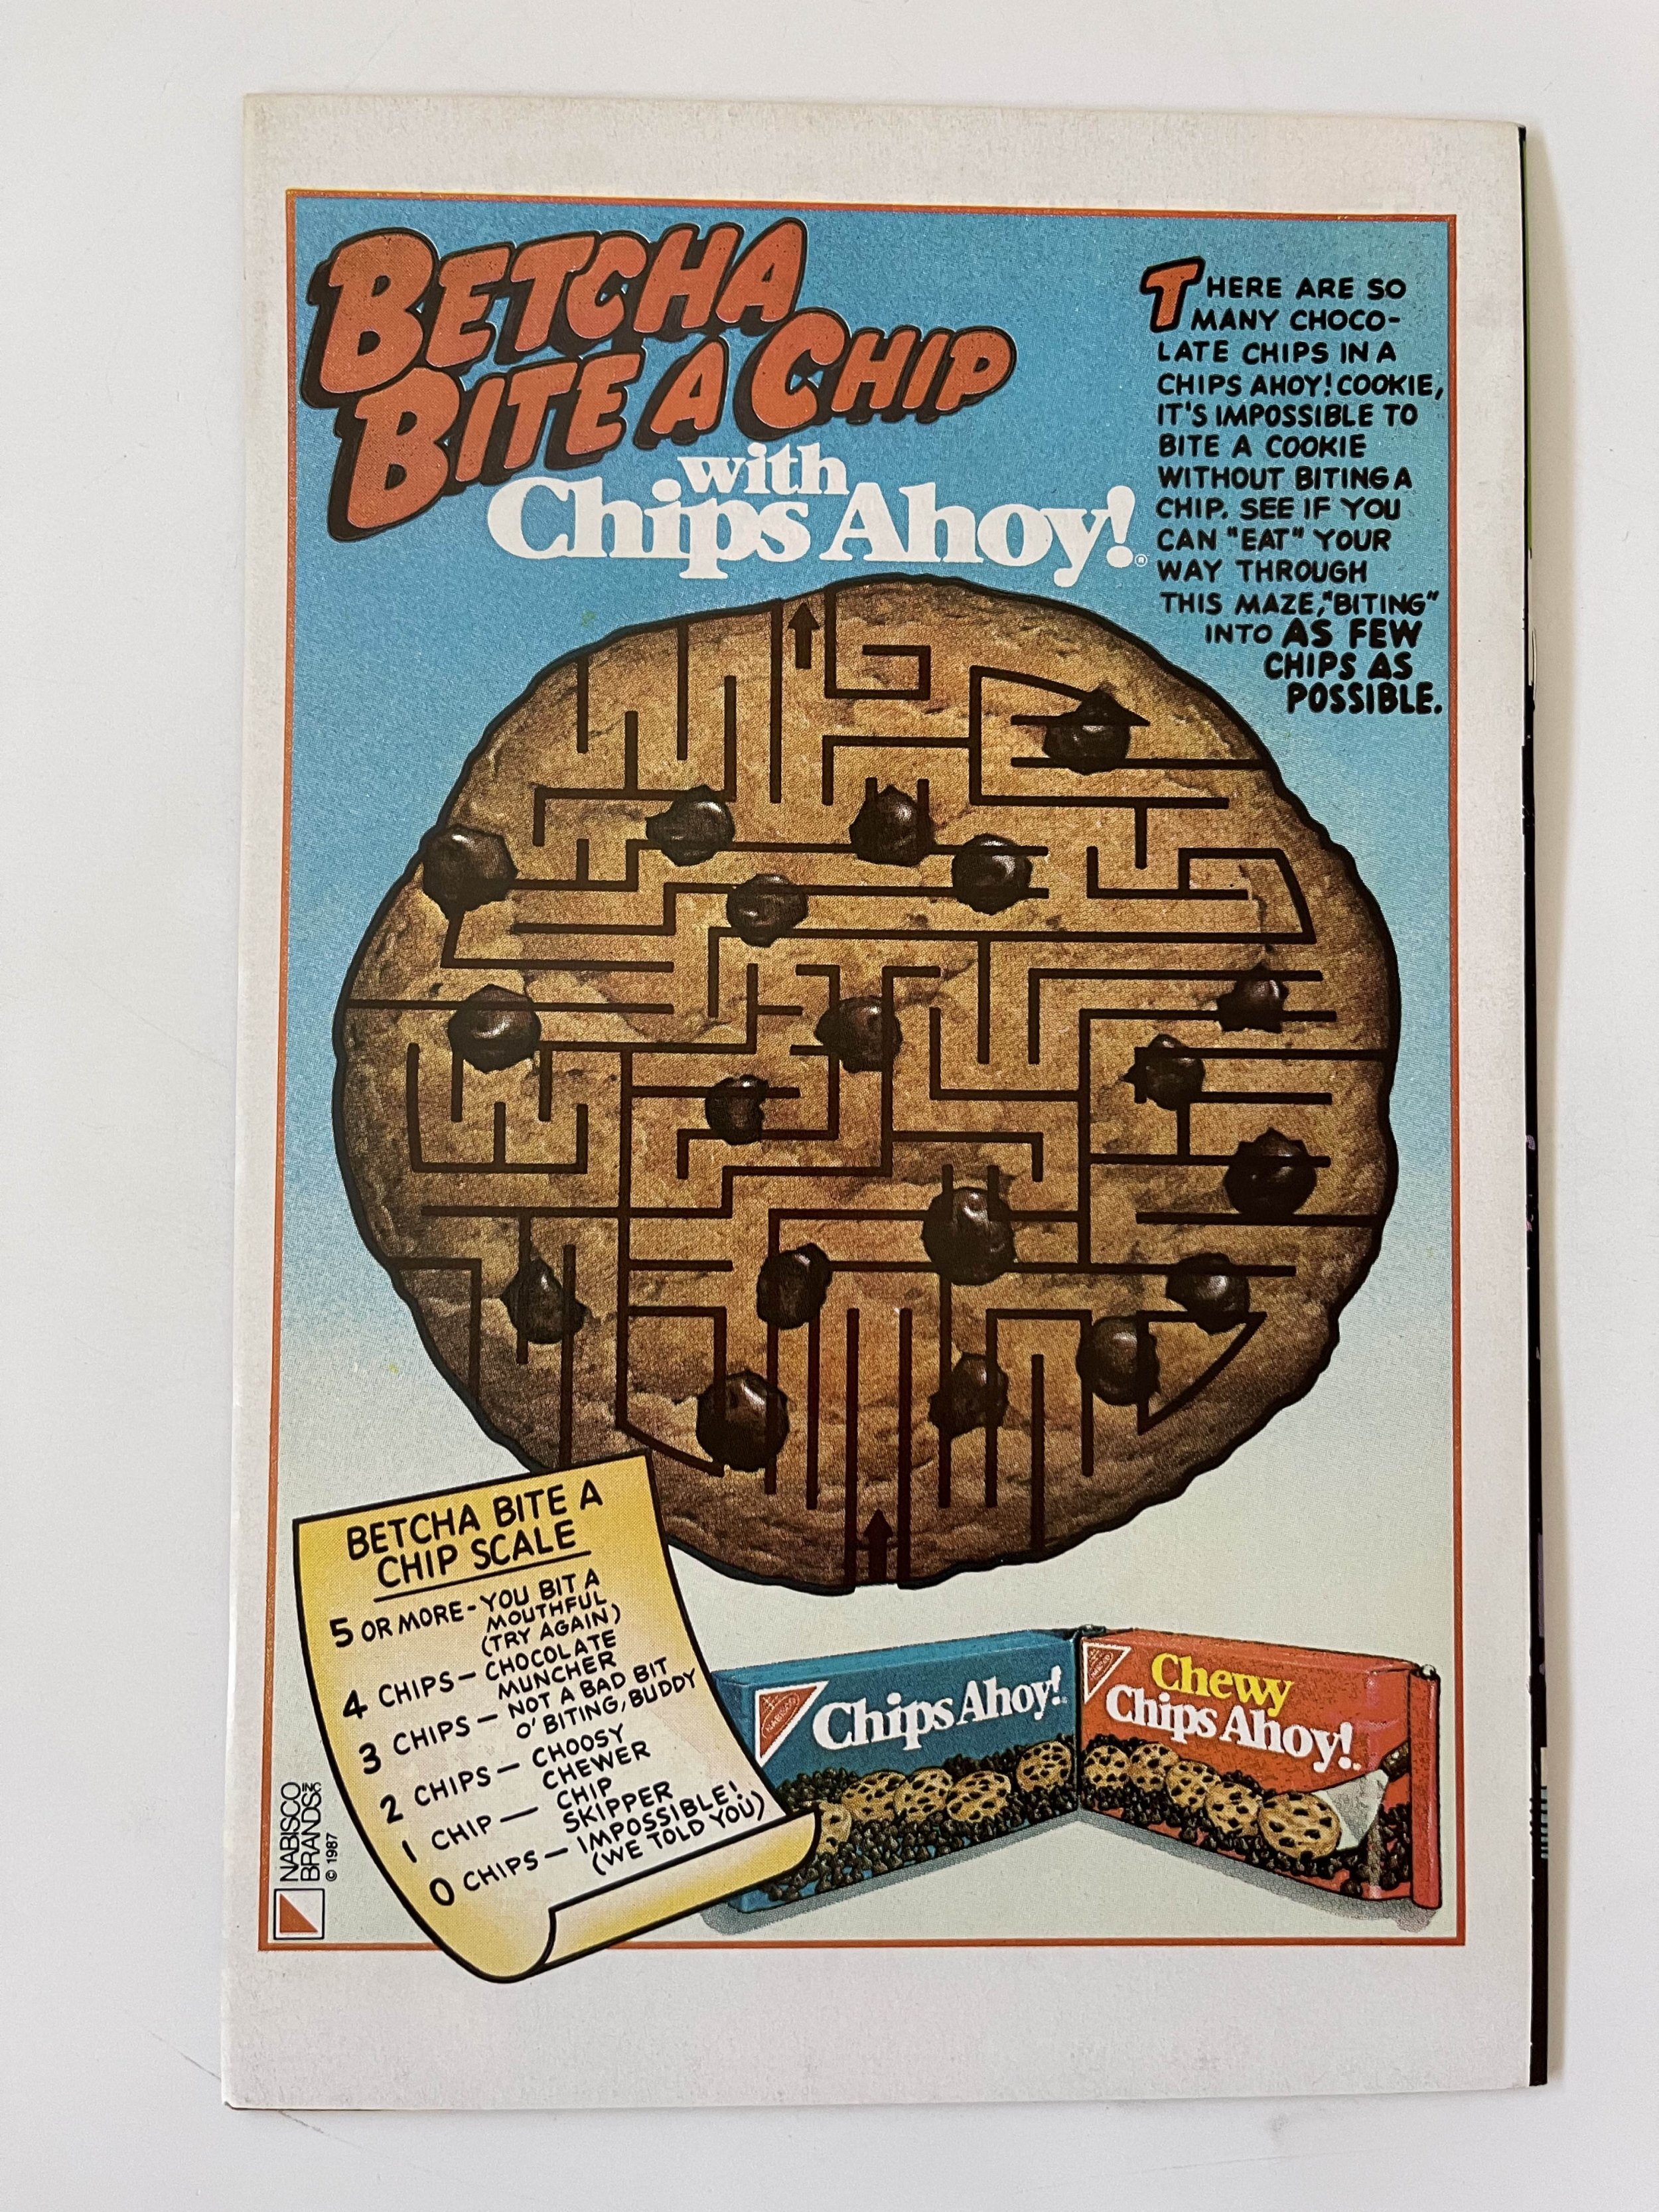 BETCHA
BITE A CHIP
with
Chips Ahoy!®
THERE ARE SO
MANY CHOCO-
LATE CHIPS IN A
CHIPS AHOY! COOKIE,
IT'S IMPOSSIBLE TO
BITE A COOKIE
WITHOUT BITING A
CHIP. SEE IF YOU
CAN "EAT" YOUR
WAY THROUGH
THIS MAZE, "BITING"
INTO AS FEW
CHIPS AS
POSSIBLE.
BETCHA BITE A
CHIP SCALE
5 OR MORE - YOU BIT A
MOUTHFUL
(TRY AGAIN)
4 CHIPS - CHOCOLATE
MUNCHER
3 CHIPS - NOT A BAD BIT
O' BITING, BUDDY
2 CHIPS - CHOOSY
CHEWER
1 CHIP - CHIP
SKIPPER
0 CHIPS - IMPOSSIBLE!
(WE TOLD YOU)
NABISCO
BRANDS INC
© 1987
NABISCO
Chips Ahoy!
NABISCO
Chewy
Chips Ahoy!